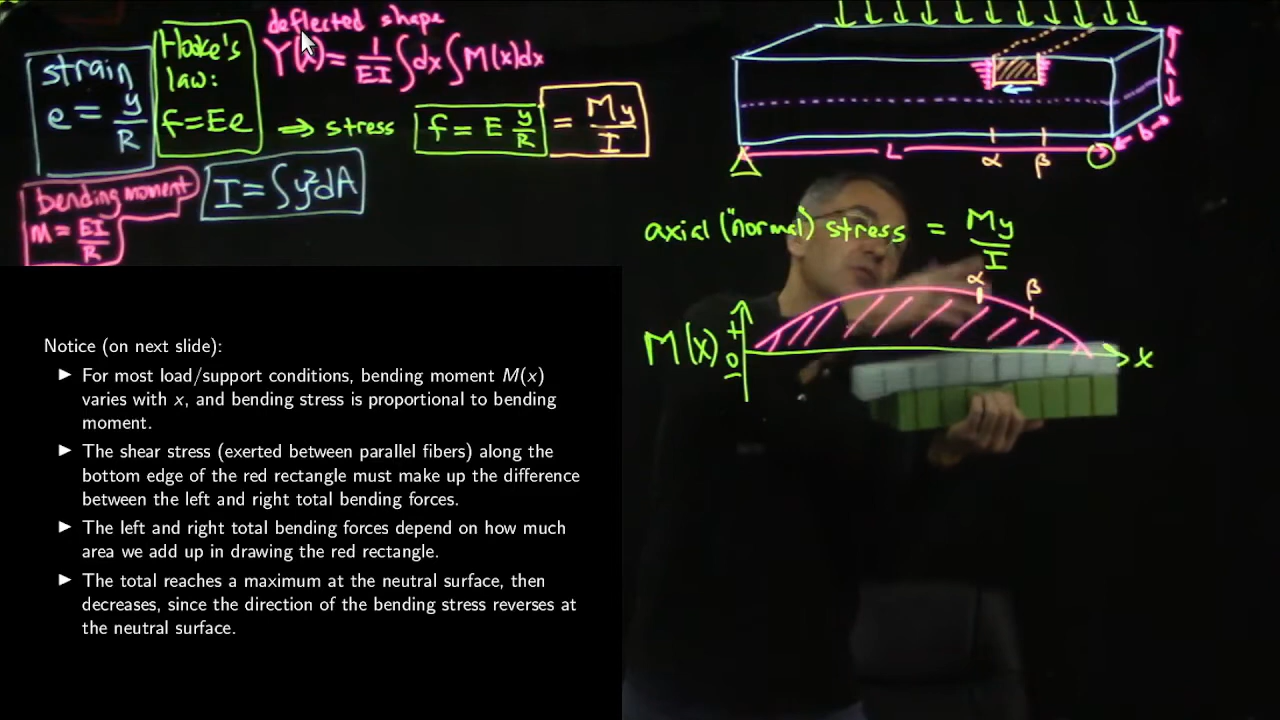 deflected shape
Y(x) = 1/EI ∫dx ∫M(x)dx
strain
e = y/R
Hooke's
law:
f=Ee
⇒ stress
f = E y/R
= My/I
bending moment
M = EI/R
I = ∫y²dA
L
α
β
h
b
axial ("normal") stress = My/I
M(x)
+
0
−
α
β
x
Notice (on next slide):
▶ For most load/support conditions, bending moment M(x)
varies with x, and bending stress is proportional to bending
moment.
▶ The shear stress (exerted between parallel fibers) along the
bottom edge of the red rectangle must make up the difference
between the left and right total bending forces.
▶ The left and right total bending forces depend on how much
area we add up in drawing the red rectangle.
▶ The total reaches a maximum at the neutral surface, then
decreases, since the direction of the bending stress reverses at
the neutral surface.